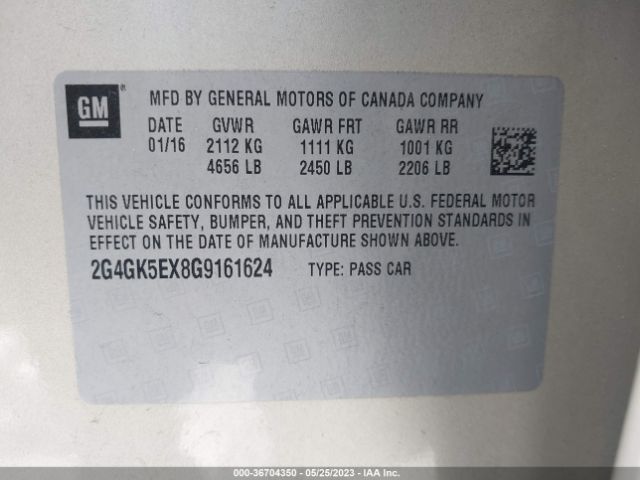 GM ®
MFD BY GENERAL MOTORS OF CANADA COMPANY
DATE GVWR GAWR FRT GAWR RR
01/16 2112 KG 1111 KG 1001 KG
4656 LB 2450 LB 2206 LB
THIS VEHICLE CONFORMS TO ALL APPLICABLE U.S. FEDERAL MOTOR
VEHICLE SAFETY, BUMPER, AND THEFT PREVENTION STANDARDS IN
EFFECT ON THE DATE OF MANUFACTURE SHOWN ABOVE.
2G4GK5EX8G9161624 TYPE: PASS CAR
000-36704350 • 05/25/2023 • IAA Inc.